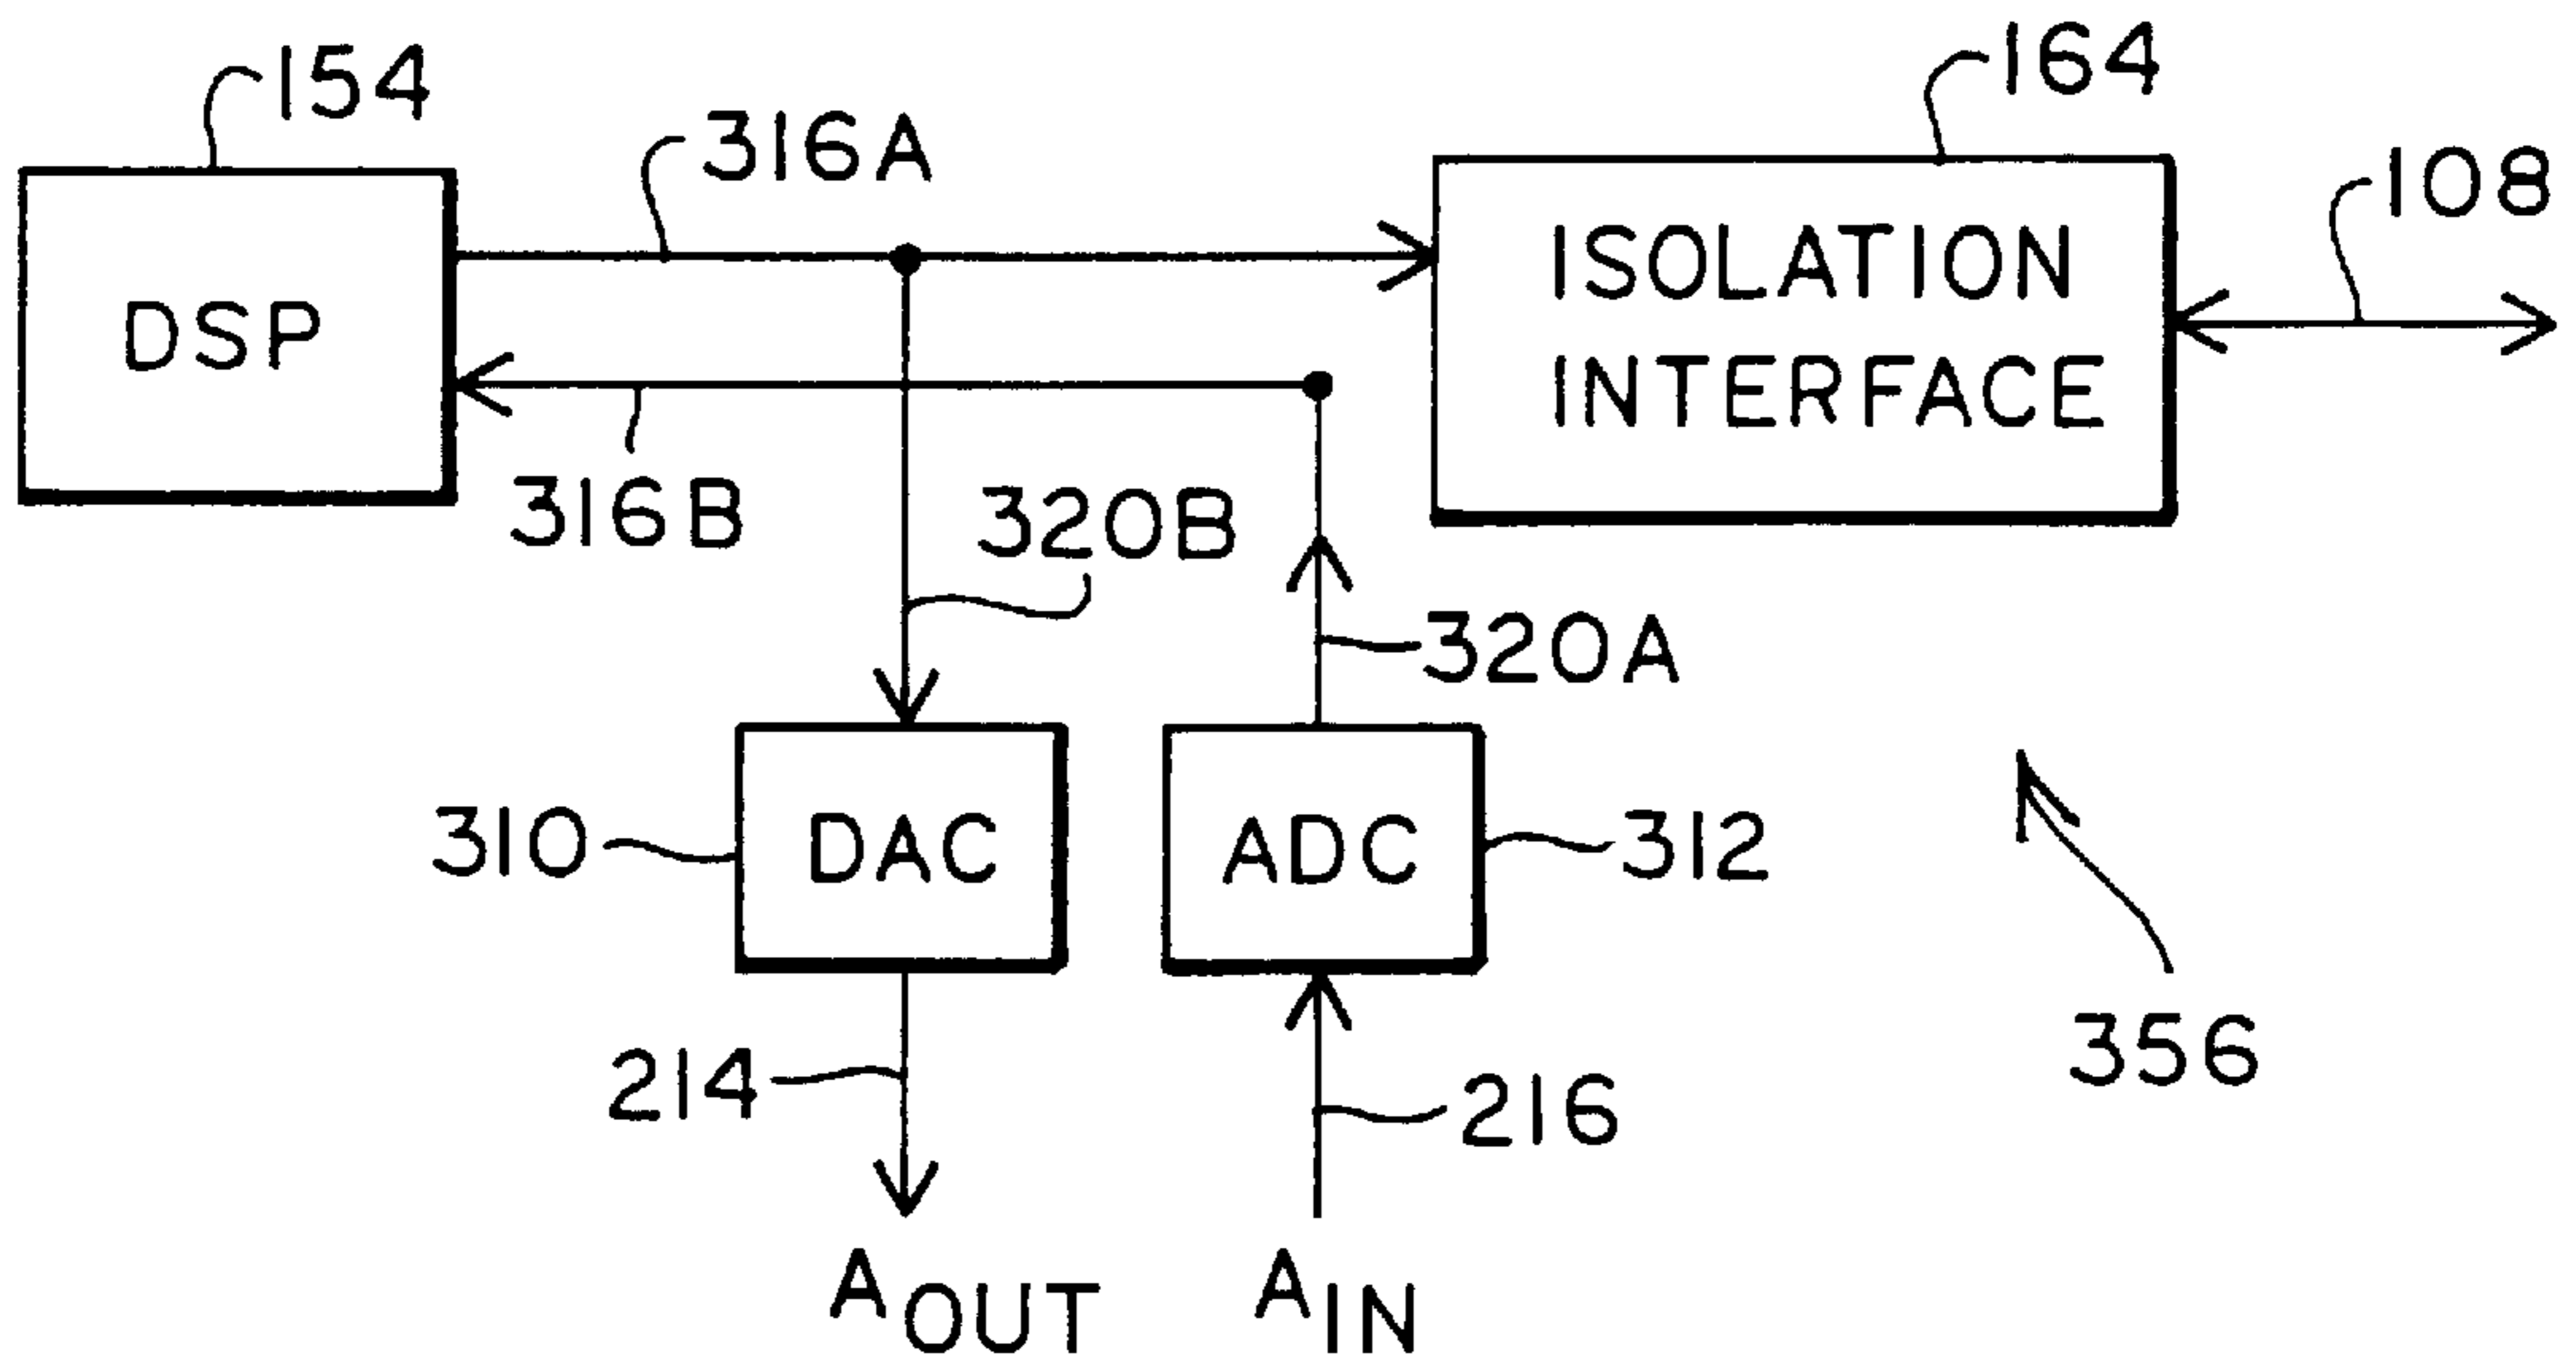 154
316A
164
108
DSP
ISOLATION
INTERFACE
316B
320B
320A
310
DAC
ADC
312
214
216
356
AOUT
AIN